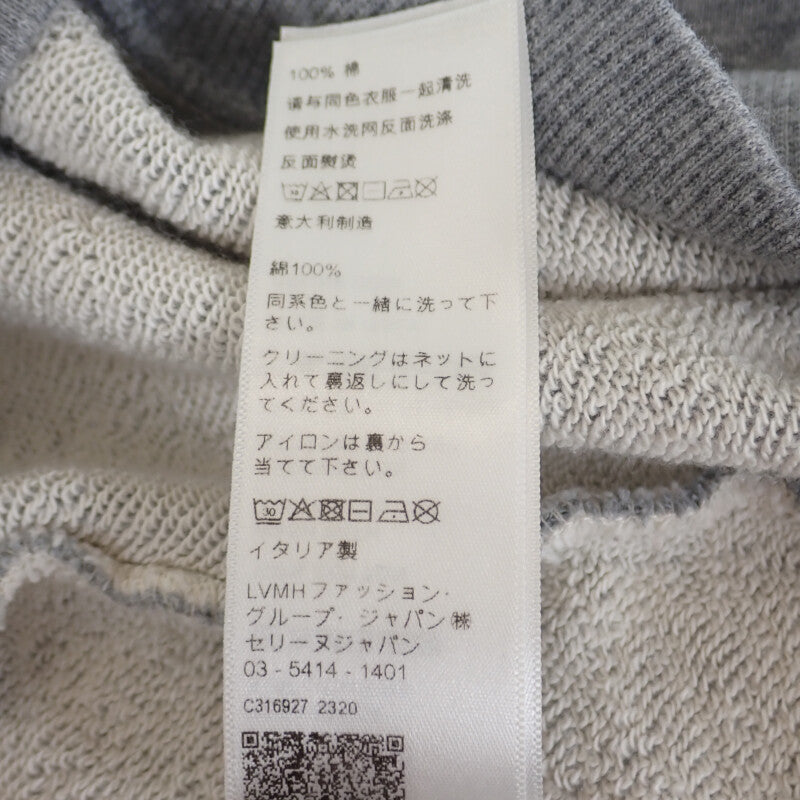 100% 棉
请与同色衣服一起清洗
使用水洗网反面洗涤
反面熨烫
意大利制造
綿100%
同系色と一緒に洗って下
さい。
クリーニングはネットに
入れて裏返しにして洗っ
てください。
アイロンは裏から
当てて下さい。
30
イタリア製
LVMHファッション·
グループ· ジャパン㈱
セリーヌジャパン
03 - 5414 - 1401
C316927 2320